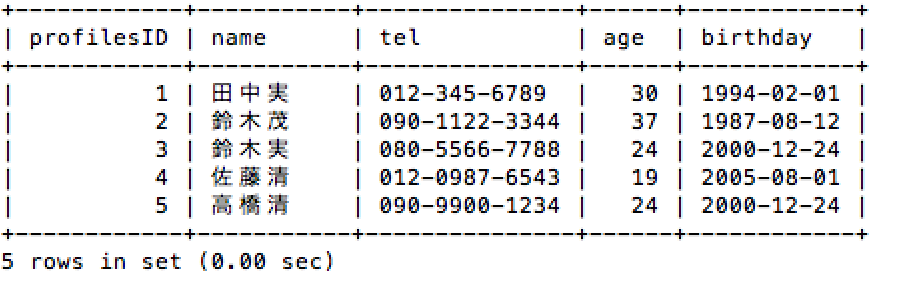 +------------+-----------+---------------+-----+------------+
| profilesID | name | tel | age | birthday |
+------------+-----------+---------------+-----+------------+
| 1 | 田中実 | 012-345-6789 | 30 | 1994-02-01 |
| 2 | 鈴木茂 | 090-1122-3344 | 37 | 1987-08-12 |
| 3 | 鈴木実 | 080-5566-7788 | 24 | 2000-12-24 |
| 4 | 佐藤清 | 012-0987-6543 | 19 | 2005-08-01 |
| 5 | 高橋清 | 090-9900-1234 | 24 | 2000-12-24 |
+------------+-----------+---------------+-----+------------+
5 rows in set (0.00 sec)